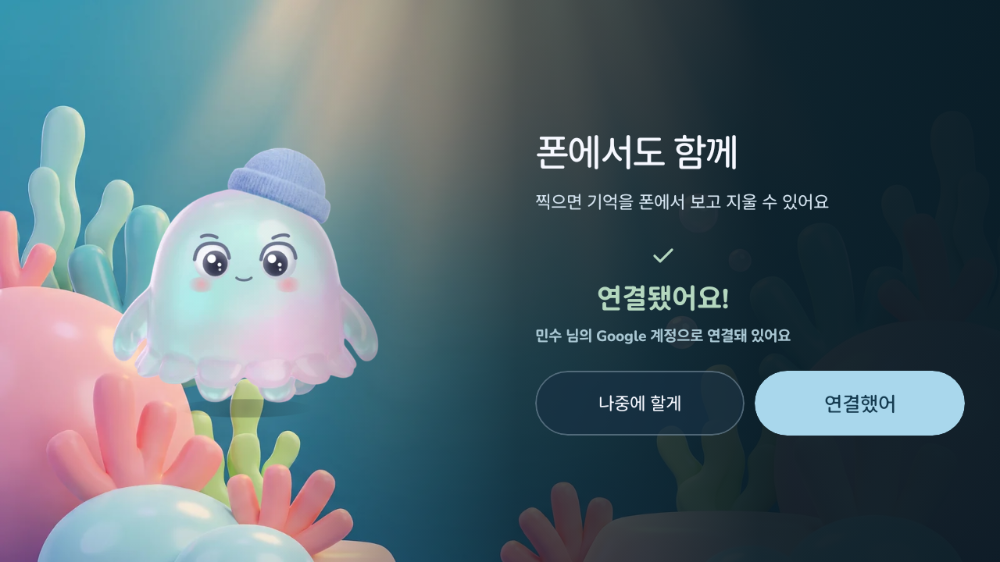 폰에서도 함께
찍으면 기억을 폰에서 보고 지울 수 있어요
연결됐어요!
민수 님의 Google 계정으로 연결돼 있어요
나중에 할게
연결했어